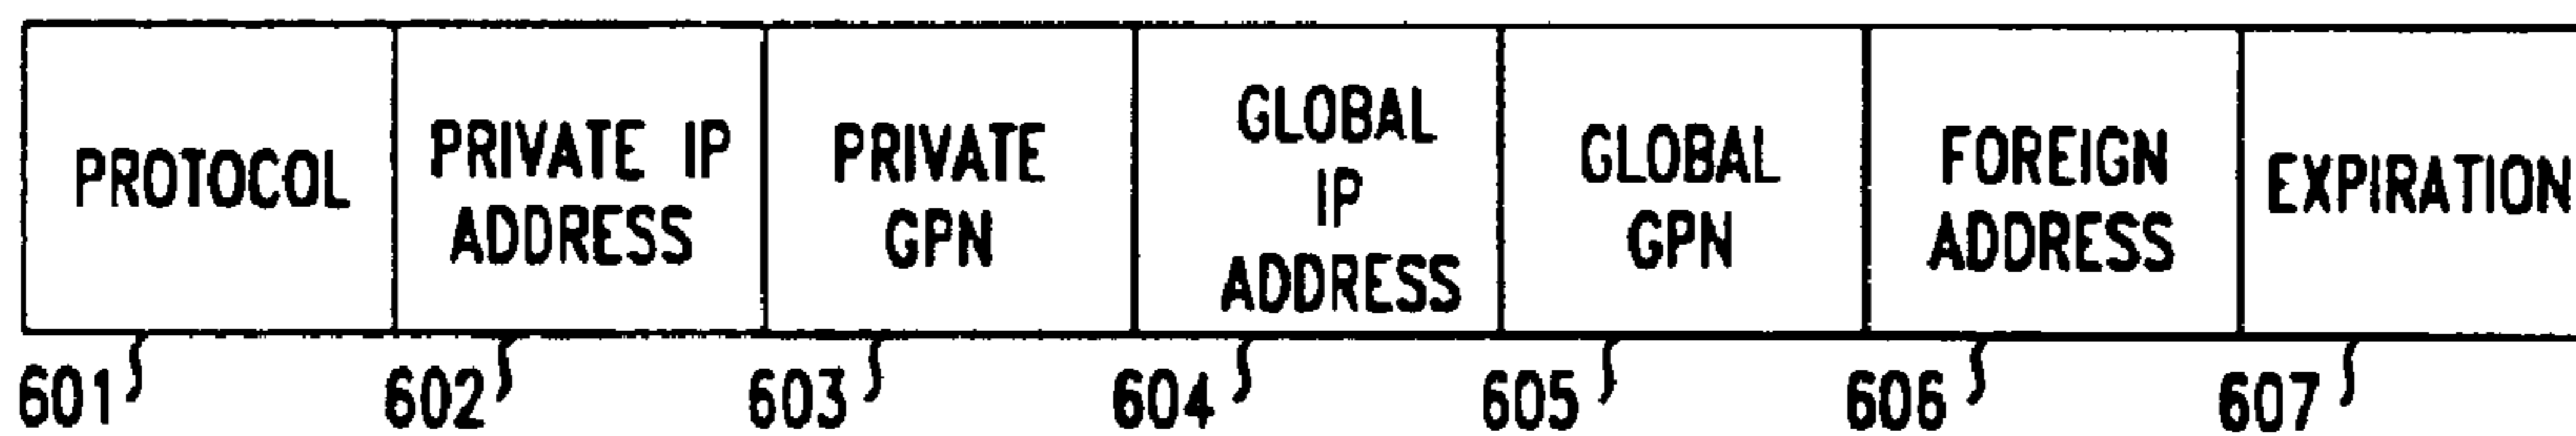 PROTOCOL
PRIVATE IP
ADDRESS
PRIVATE
GPN
GLOBAL
IP
ADDRESS
GLOBAL
GPN
FOREIGN
ADDRESS
EXPIRATION
601
602
603
604
605
606
607